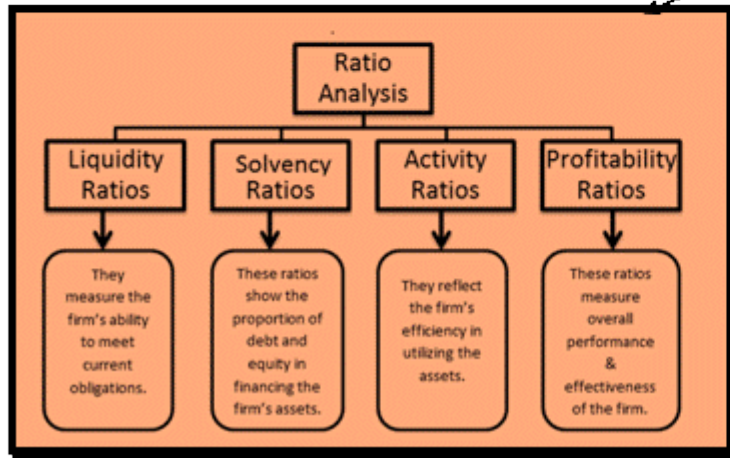 Ratio
Analysis
Liquidity
Ratios
Solvency
Ratios
Activity
Ratios
Profitability
Ratios
They
measure the
firm's ability
to meet
current
obligations.
These ratios
show the
proportion of
debt and
equity in
financing the
firm's assets.
They reflect
the firm's
efficiency in
utilizing the
assets.
These ratios
measure
overall
performance
&
effectiveness
of the firm.